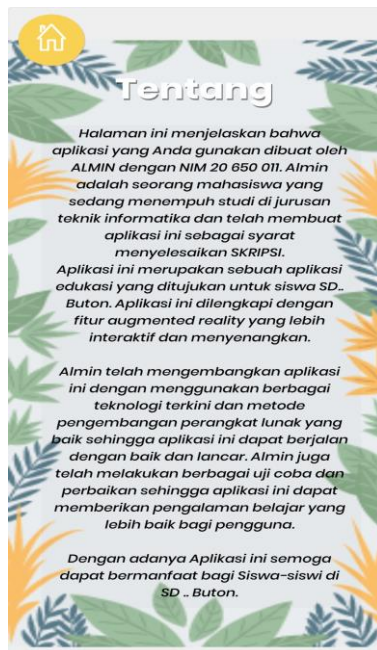 Tentang
Halaman ini menjelaskan bahwa
aplikasi yang Anda gunakan dibuat oleh
ALMIN dengan NIM 20 650 011. Almin
adalah seorang mahasiswa yang
sedang menempuh studi di jurusan
teknik informatika dan telah membuat
aplikasi ini sebagai syarat
menyelesaikan SKRIPSI.
Aplikasi ini merupakan sebuah aplikasi
edukasi yang ditujukan untuk siswa SD..
Buton. Aplikasi ini dilengkapi dengan
fitur augmented reality yang lebih
interaktif dan menyenangkan.
Almin telah mengembangkan aplikasi
ini dengan menggunakan berbagai
teknologi terkini dan metode
pengembangan perangkat lunak yang
baik sehingga aplikasi ini dapat berjalan
dengan baik dan lancar. Almin juga
telah melakukan berbagai uji coba dan
perbaikan sehingga aplikasi ini dapat
memberikan pengalaman belajar yang
lebih baik bagi pengguna.
Dengan adanya Aplikasi ini semoga
dapat bermanfaat bagi Siswa-siswi di
SD .. Buton.